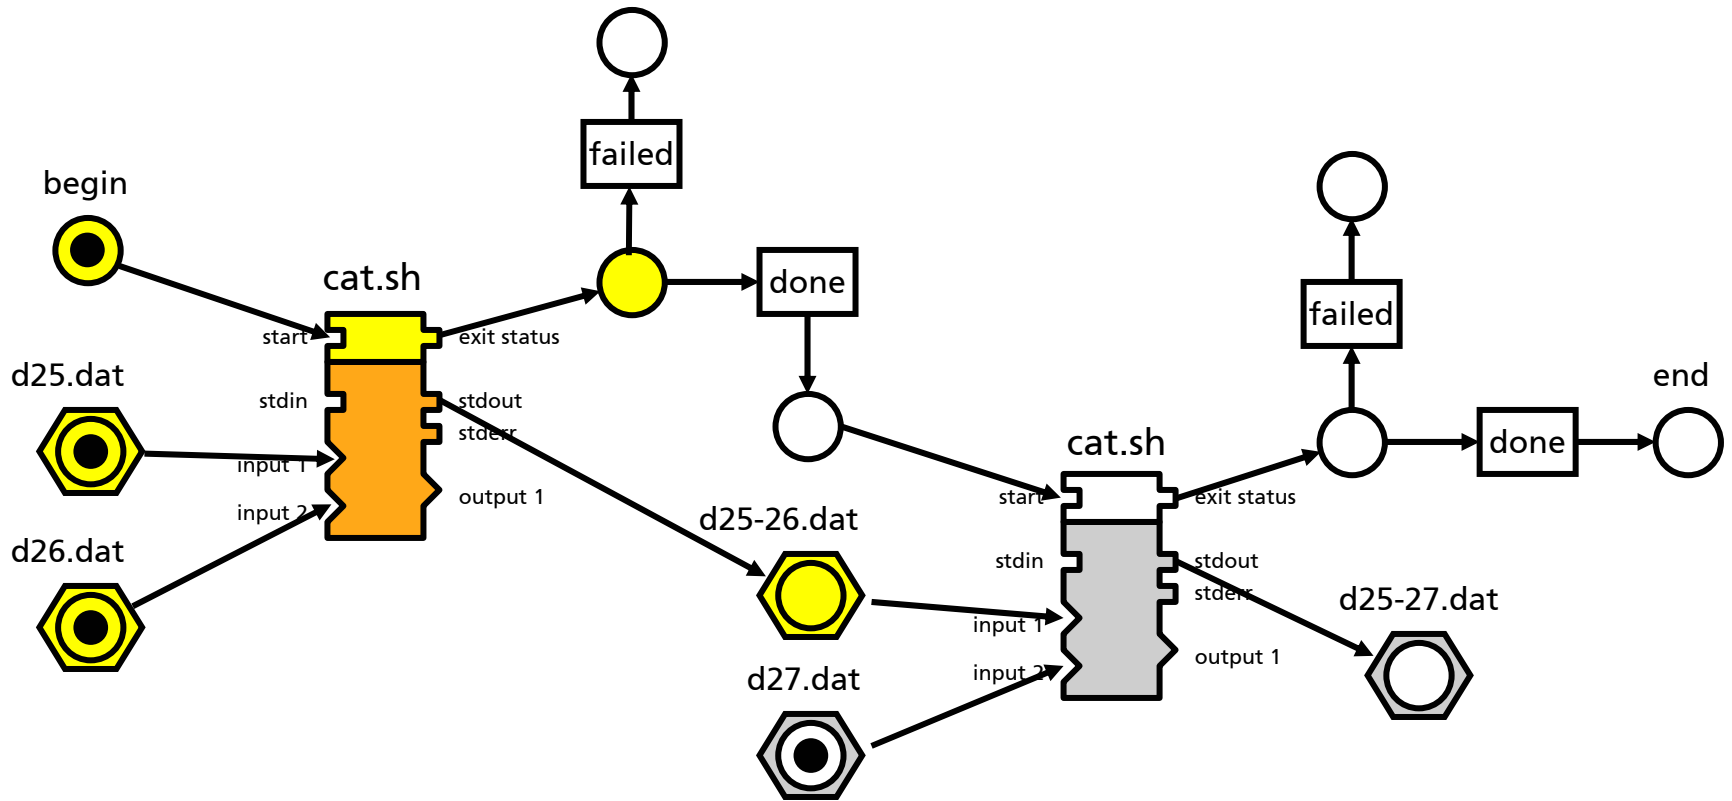 begin
failed
cat.sh
start
exit status
done
d25.dat
stdin
stdout
stderr
input 1
input 2
output 1
d26.dat
failed
end
cat.sh
done
start
exit status
d25-26.dat
stdin
stdout
stderr
input 1
input 2
output 1
d27.dat
d25-27.dat